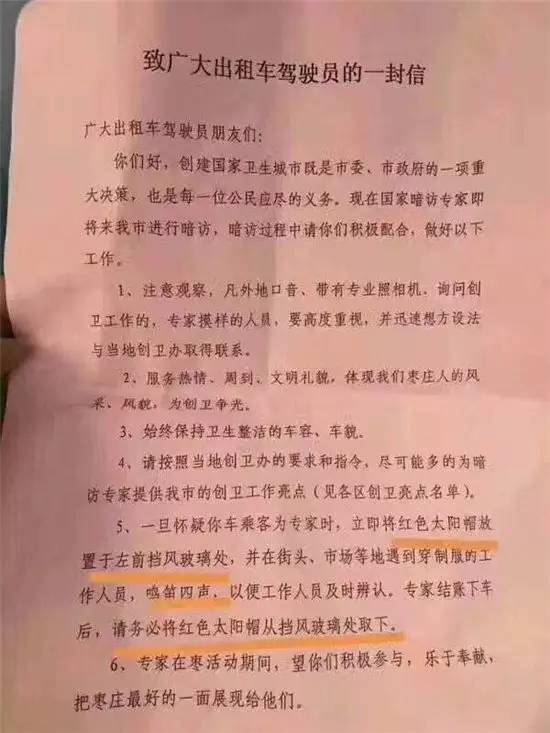 致广大出租车驾驶员的一封信
广大出租车驾驶员朋友们：
你们好，创建国家卫生城市既是市委、市政府的一项重
大决策，也是每一位公民应尽的义务。现在国家暗访专家即
将来我市进行暗访，暗访过程中请你们积极配合，做好以下
工作。
1、注意观察，凡外地口音、带有专业照相机、询问创
卫工作的，专家摸样的人员，要高度重视，并迅速想方设法
与当地创卫办取得联系。
2、服务热情、周到、文明礼貌，体现我们枣庄人的风
采、风貌，为创卫争光。
3、始终保持卫生整洁的车容、车貌。
4、请按照当地创卫办的要求和指令，尽可能多的为暗
访专家提供我市的创卫工作亮点（见各区创卫亮点名单）。
5、一旦怀疑你车乘客为专家时，立即将红色太阳帽放
置于左前挡风玻璃处，并在街头、市场等地遇到穿制服的工
作人员，鸣笛四声，以便工作人员及时辨认。专家结账下车
后，请务必将红色太阳帽从挡风玻璃处取下。
6、专家在枣活动期间，望你们积极参与，乐于奉献，
把枣庄最好的一面展现给他们。